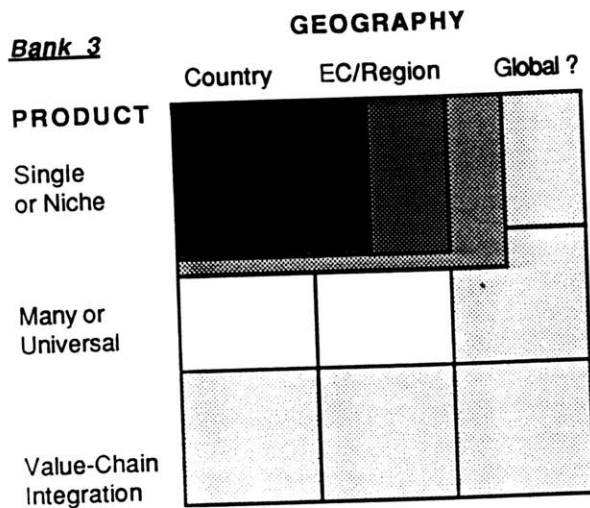 GEOGRAPHY
Bank 3
Country EC/Region Global ?
PRODUCT
Single
or Niche
Many or
Universal
Value-Chain
Integration